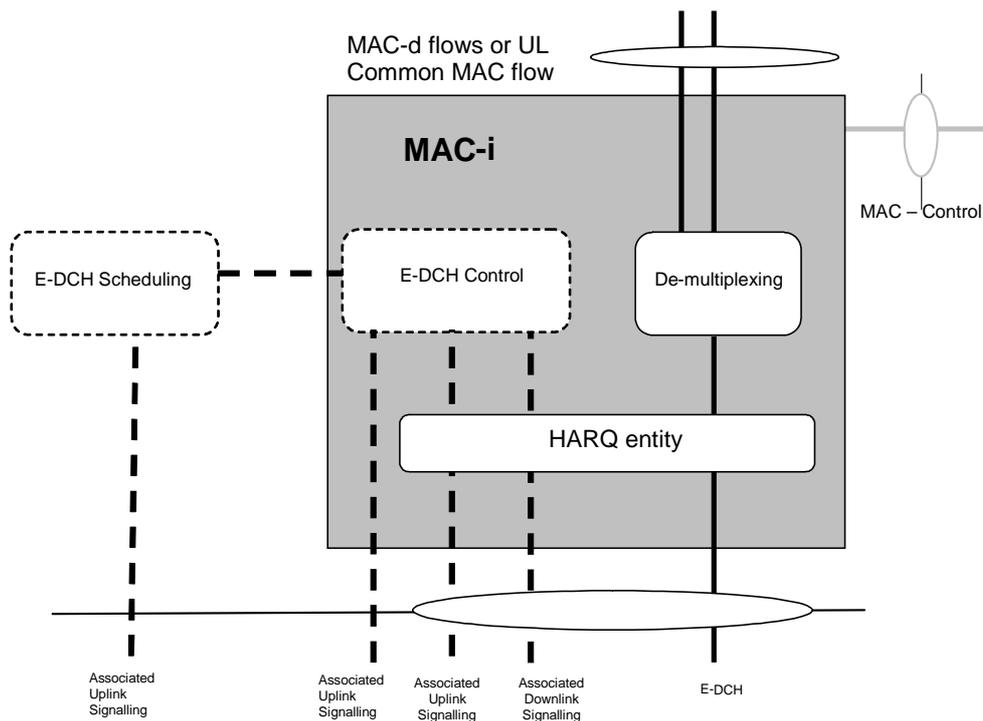 MAC-d flows or UL
Common MAC flow
MAC-i
MAC – Control
E-DCH Scheduling
E-DCH Control
De-multiplexing
HARQ entity
Associated
Uplink
Signalling
Associated
Uplink
Signalling
Associated
Uplink
Signalling
Associated
Downlink
Signalling
E-DCH